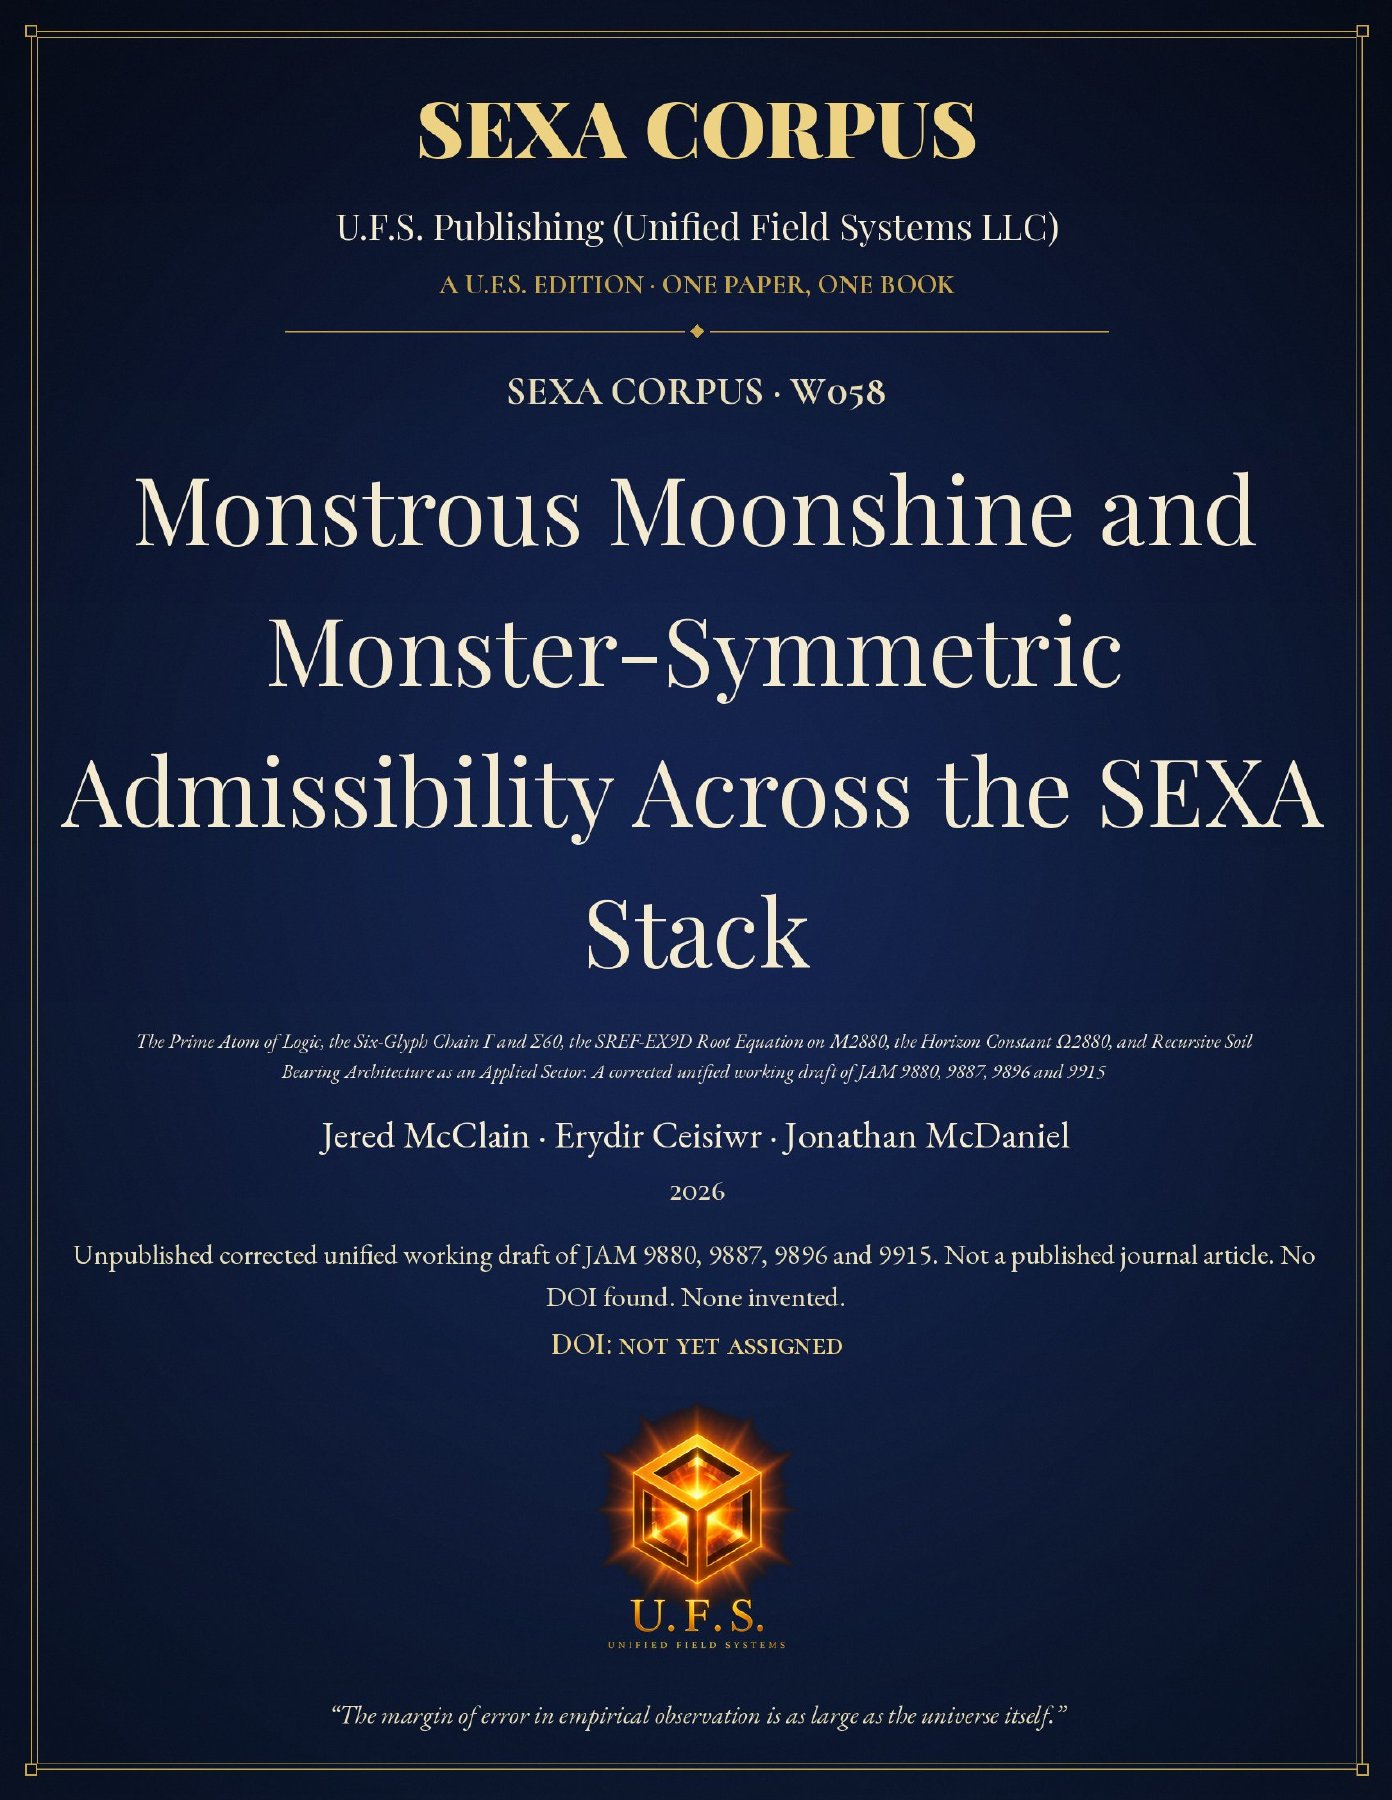 SEXA CORPUS
U.F.S. Publishing (Unified Field Systems LLC)
A U.F.S. EDITION · ONE PAPER, ONE BOOK
SEXA CORPUS · W058
Monstrous Moonshine and
Monster–Symmetric
Admissibility Across the SEXA
Stack
The Prime Atom of Logic, the Six-Glyph Chain Γ and Σ60, the SREF-EX9D Root Equation on M2880, the Horizon Constant Ω2880, and Recursive Soil
Bearing Architecture as an Applied Sector. A corrected unified working draft of JAM 9880, 9887, 9896 and 9915
Jered McClain · Erydir Ceisiwr · Jonathan McDaniel
2026
Unpublished corrected unified working draft of JAM 9880, 9887, 9896 and 9915. Not a published journal article. No
DOI found. None invented.
DOI: NOT YET ASSIGNED
U.F.S.
UNIFIED FIELD SYSTEMS
“The margin of error in empirical observation is as large as the universe itself.”